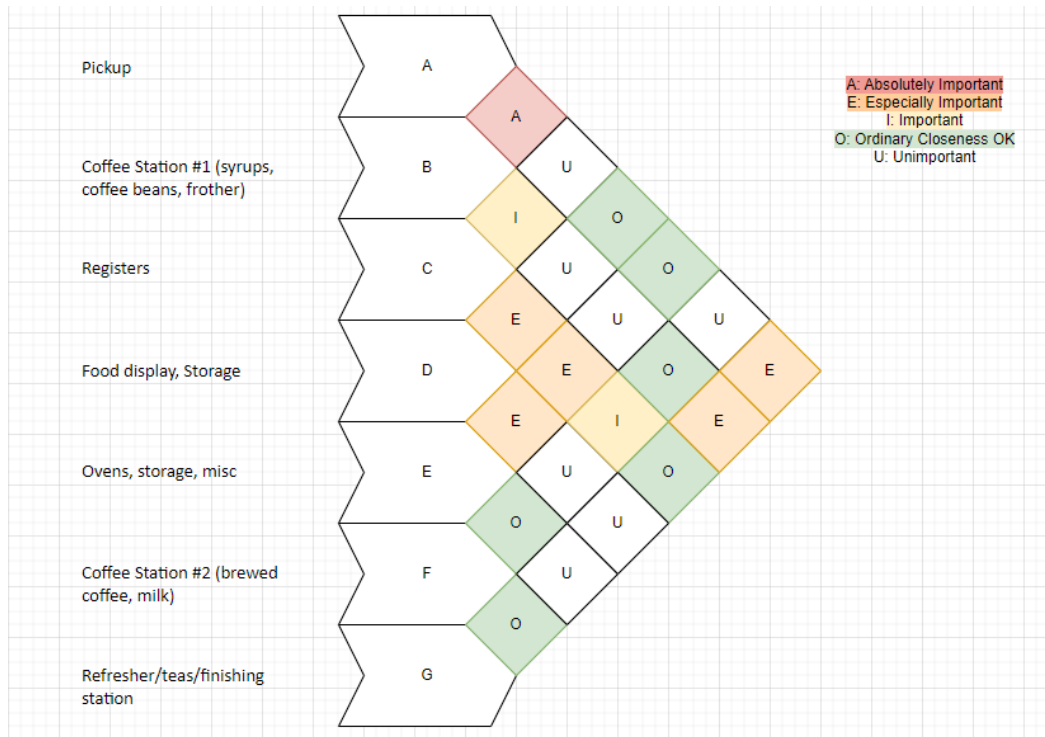 A
Pickup
A: Absolutely Important
E: Especially Important
A
I: Important
O: Ordinary Closeness OK
U: Unimportant
Coffee Station #1 (syrups,
coffee beans, frother)
B
U
I
O
Registers
C
U
O
E
U
U
Food display, Storage
D
E
O
E
E
I
E
Ovens, storage, misc
E
U
O
O
U
Coffee Station #2 (brewed
coffee, milk)
F
U
O
Refresher/teas/finishing
station
G